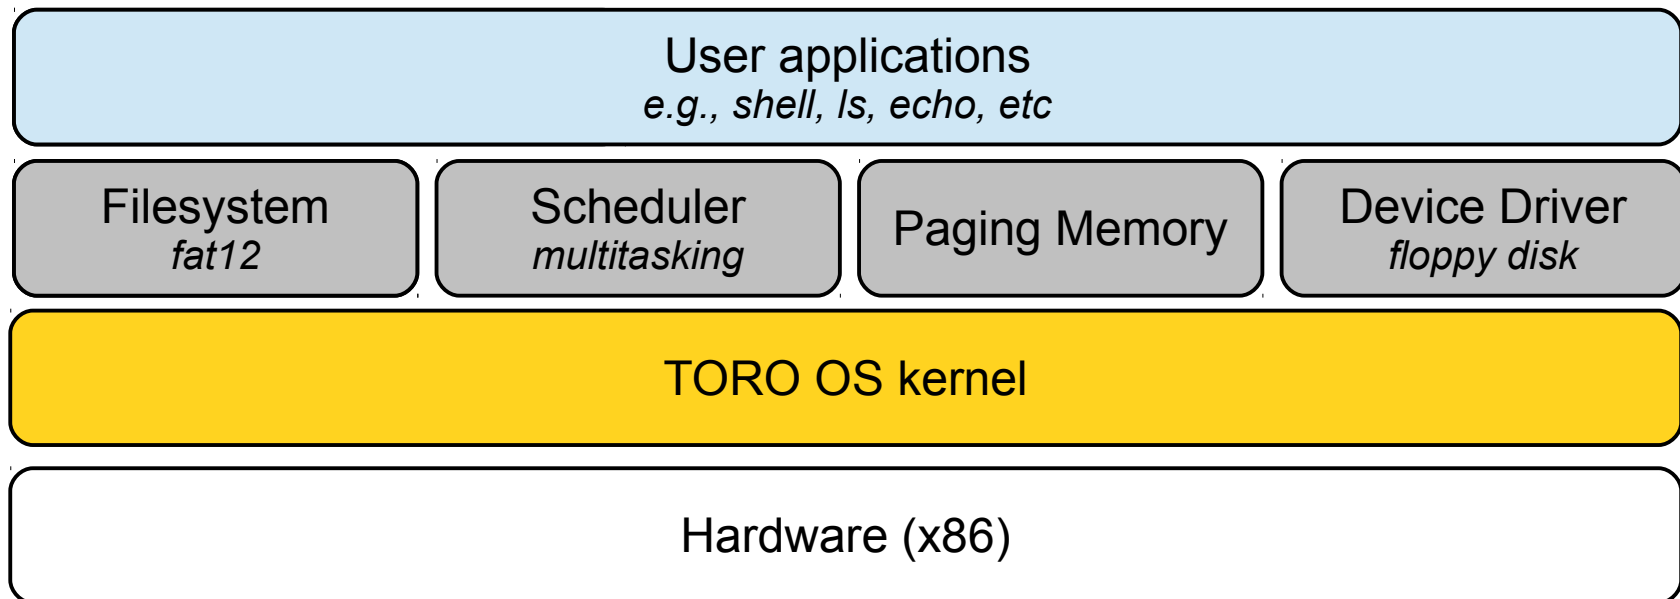 User applications
e.g., shell, ls, echo, etc
Filesystem
fat12
Scheduler
multitasking
Paging Memory
Device Driver
floppy disk
TORO OS kernel
Hardware (x86)